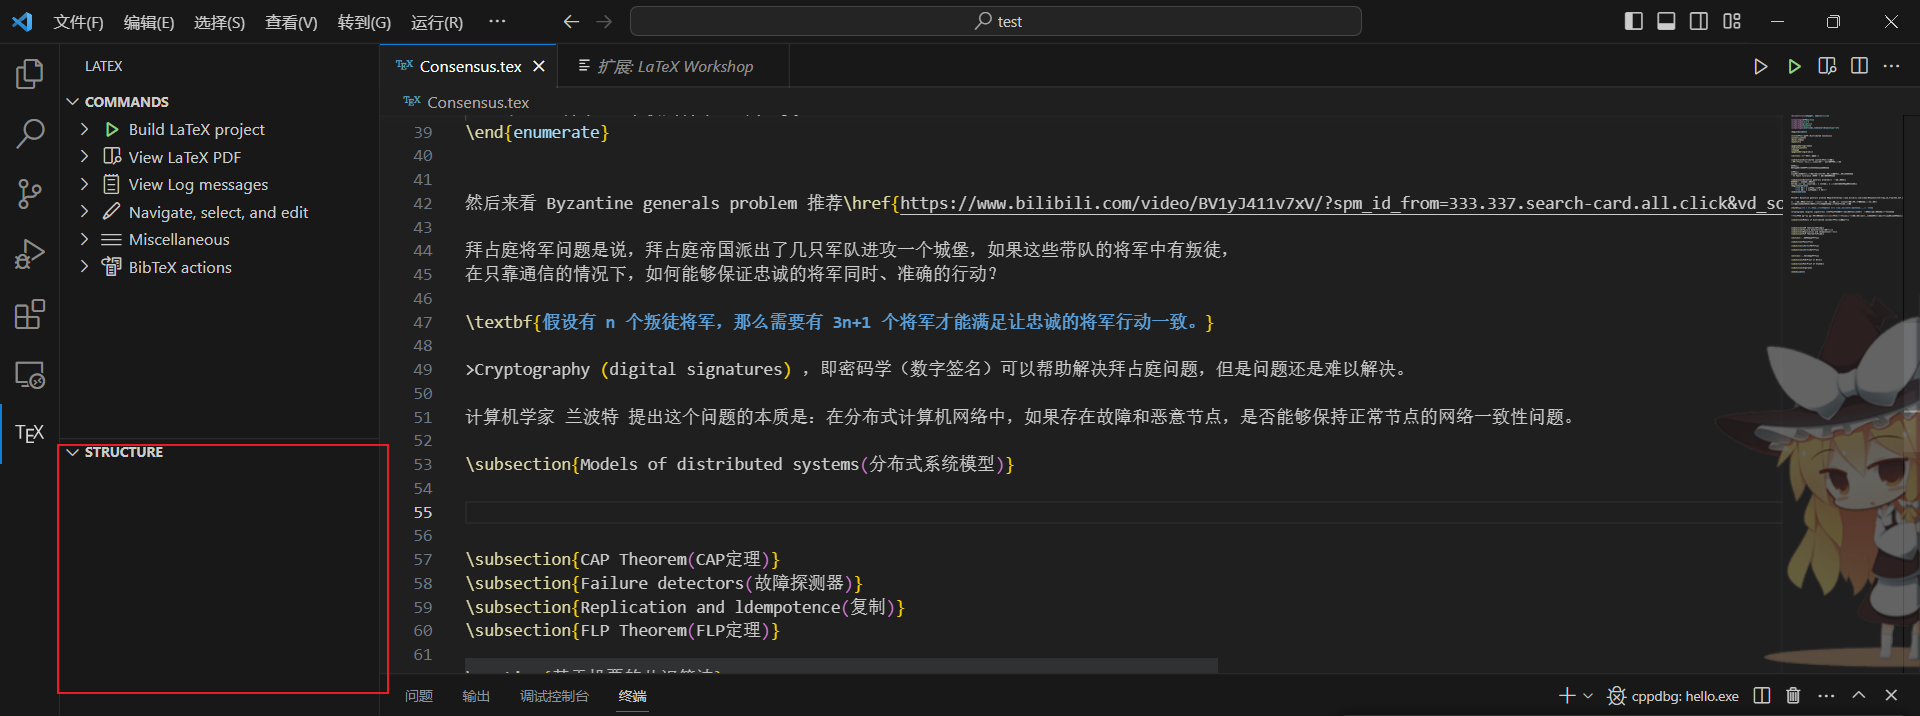 文件(F) 编辑(E) 选择(S) 查看(V) 转到(G) 运行(R) ··· test
LATEX
COMMANDS
Build LaTeX project
View LaTeX PDF
View Log messages
Navigate, select, and edit
Miscellaneous
BibTeX actions
TEX
STRUCTURE
TEX Consensus.tex 扩展: LaTeX Workshop
TEX Consensus.tex
39 \end{enumerate}
40
41
42 然后来看 Byzantine generals problem 推荐\href{https://www.bilibili.com/video/BV1yJ411v7xV/?spm_id_from=333.337.search-card.all.click&vd_sc
43
44 拜占庭将军问题是说，拜占庭帝国派出了几只军队进攻一个城堡，如果这些带队的将军中有叛徒，
45 在只靠通信的情况下，如何能够保证忠诚的将军同时、准确的行动？
46
47 \textbf{假设有 n 个叛徒将军，那么需要有 3n+1 个将军才能满足让忠诚的将军行动一致。}
48
49 >Cryptography (digital signatures) ，即密码学（数字签名）可以帮助解决拜占庭问题，但是问题还是难以解决。
50
51 计算机学家 兰波特 提出这个问题的本质是：在分布式计算机网络中，如果存在故障和恶意节点，是否能够保持正常节点的网络一致性问题。
52
53 \subsection{Models of distributed systems(分布式系统模型)}
54
55
56
57 \subsection{CAP Theorem(CAP定理)}
58 \subsection{Failure detectors(故障探测器)}
59 \subsection{Replication and ldempotence(复制)}
60 \subsection{FLP Theorem(FLP定理)}
61
问题 输出 调试控制台 终端 cppdbg: hello.exe